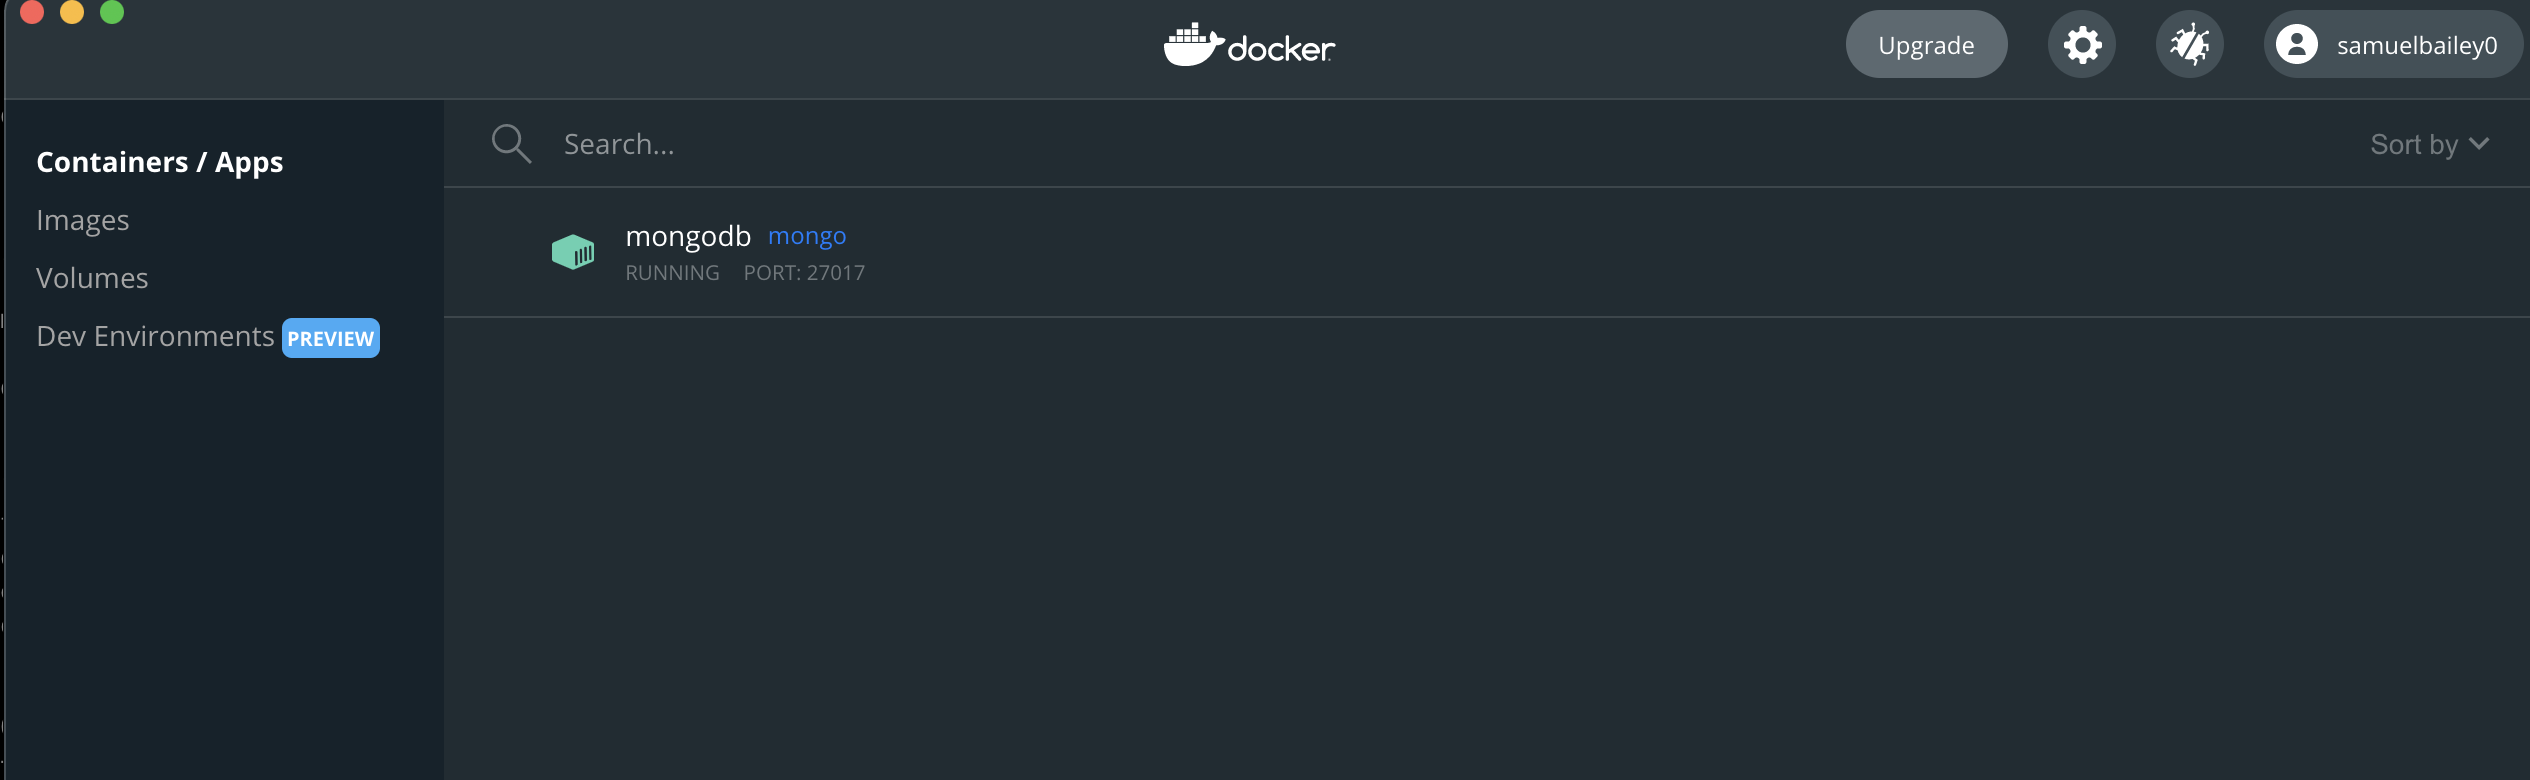 docker
Upgrade
samuelbailey0
Containers / Apps
Images
Volumes
Dev Environments PREVIEW
Search...
Sort by
mongodb mongo
RUNNING PORT: 27017